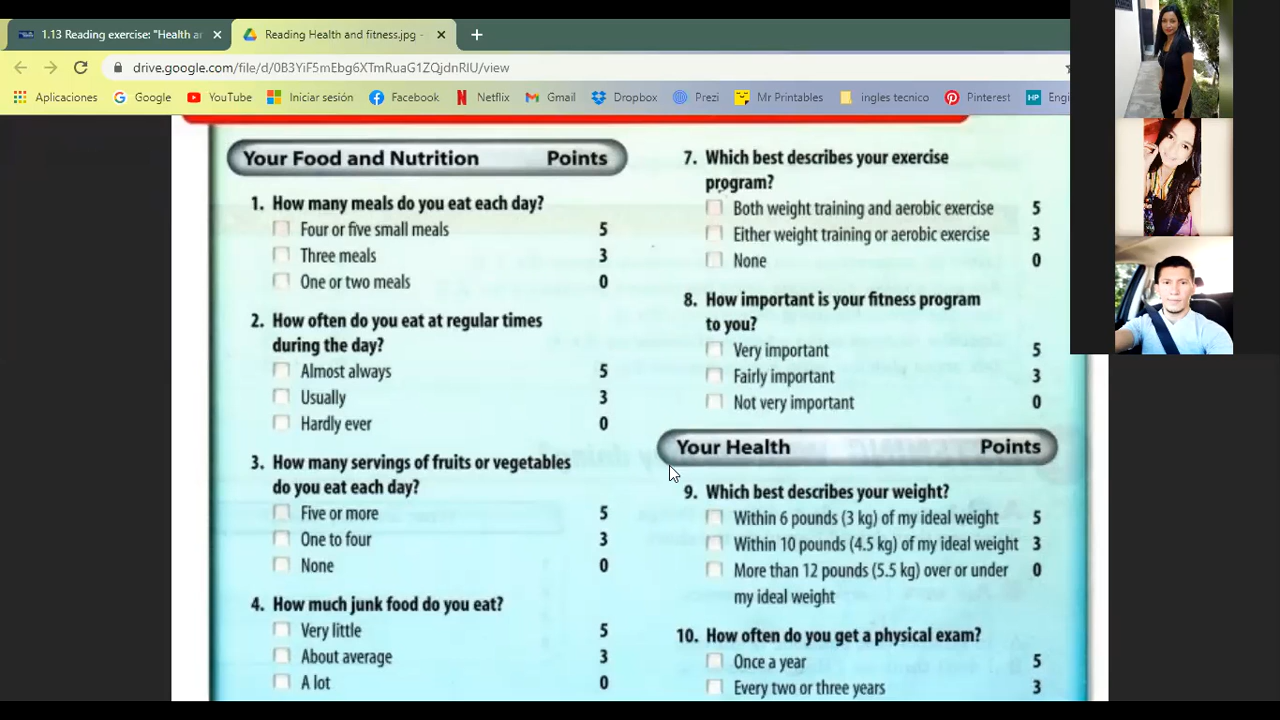 1.13 Reading exercise: "Health ar
Reading Health and fitness.jpg -
drive.google.com/file/d/0B3YiF5mEbg6XTmRuaG1ZQjdnRlU/view
Aplicaciones Google YouTube Iniciar sesión Facebook Netflix Gmail Dropbox Prezi Mr Printables ingles tecnico Pinterest HP Engl
Your Food and Nutrition Points
1. How many meals do you eat each day?
Four or five small meals 5
Three meals 3
One or two meals 0
2. How often do you eat at regular times
during the day?
Almost always 5
Usually 3
Hardly ever 0
3. How many servings of fruits or vegetables
do you eat each day?
Five or more 5
One to four 3
None 0
4. How much junk food do you eat?
Very little 5
About average 3
A lot 0
7. Which best describes your exercise
program?
Both weight training and aerobic exercise 5
Either weight training or aerobic exercise 3
None 0
8. How important is your fitness program
to you?
Very important 5
Fairly important 3
Not very important 0
Your Health Points
9. Which best describes your weight?
Within 6 pounds (3 kg) of my ideal weight 5
Within 10 pounds (4.5 kg) of my ideal weight 3
More than 12 pounds (5.5 kg) over or under 0
my ideal weight
10. How often do you get a physical exam?
Once a year 5
Every two or three years 3